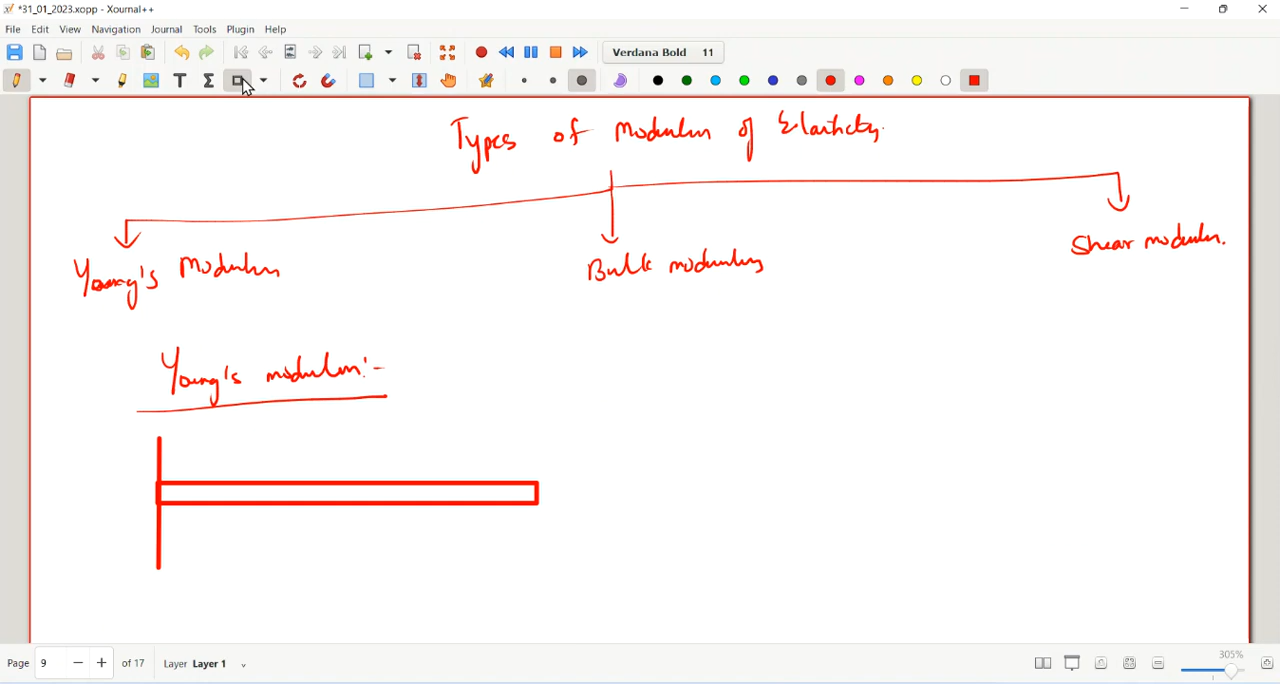 *31_01_2023.xopp - Xournal++
File Edit View Navigation Journal Tools Plugin Help
Verdana Bold 11
Types of Modulus of Elasticity.
Young's Modulus
Bulk modulus
Shear modulus.
Young's modulus:-
Page 9 of 17 Layer Layer 1 305%